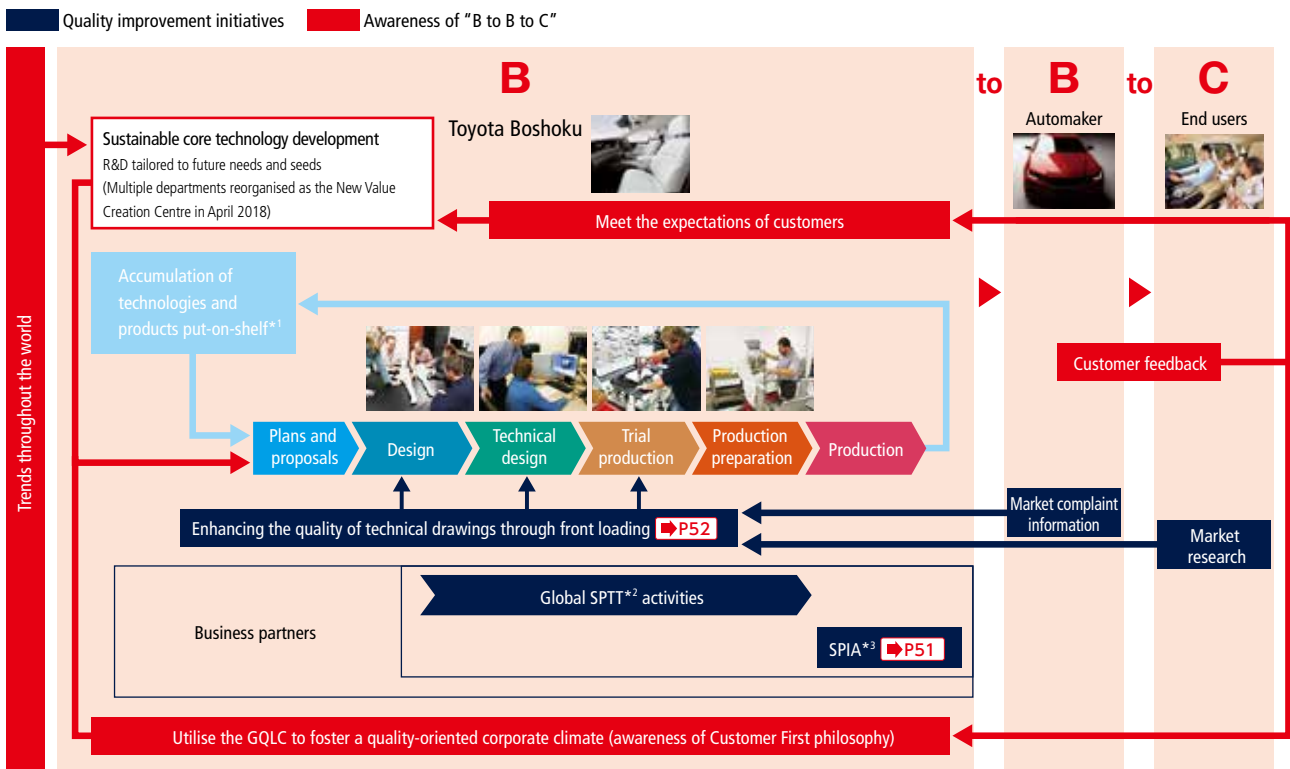 Quality improvement initiatives
Awareness of “B to B to C”
Trends throughout the world
B
to
B
to
C
Toyota Boshoku
Automaker
End users
Sustainable core technology development
R&D tailored to future needs and seeds
(Multiple departments reorganised as the New Value
Creation Centre in April 2018)
Meet the expectations of customers
Accumulation of
technologies and
products put-on-shelf*1
Customer feedback
Plans and
proposals
Design
Technical
design
Trial
production
Production
preparation
Production
Enhancing the quality of technical drawings through front loading ➡P52
Market complaint
information
Market
research
Business partners
Global SPTT*2 activities
SPIA*3 ➡P51
Utilise the GQLC to foster a quality-oriented corporate climate (awareness of Customer First philosophy)